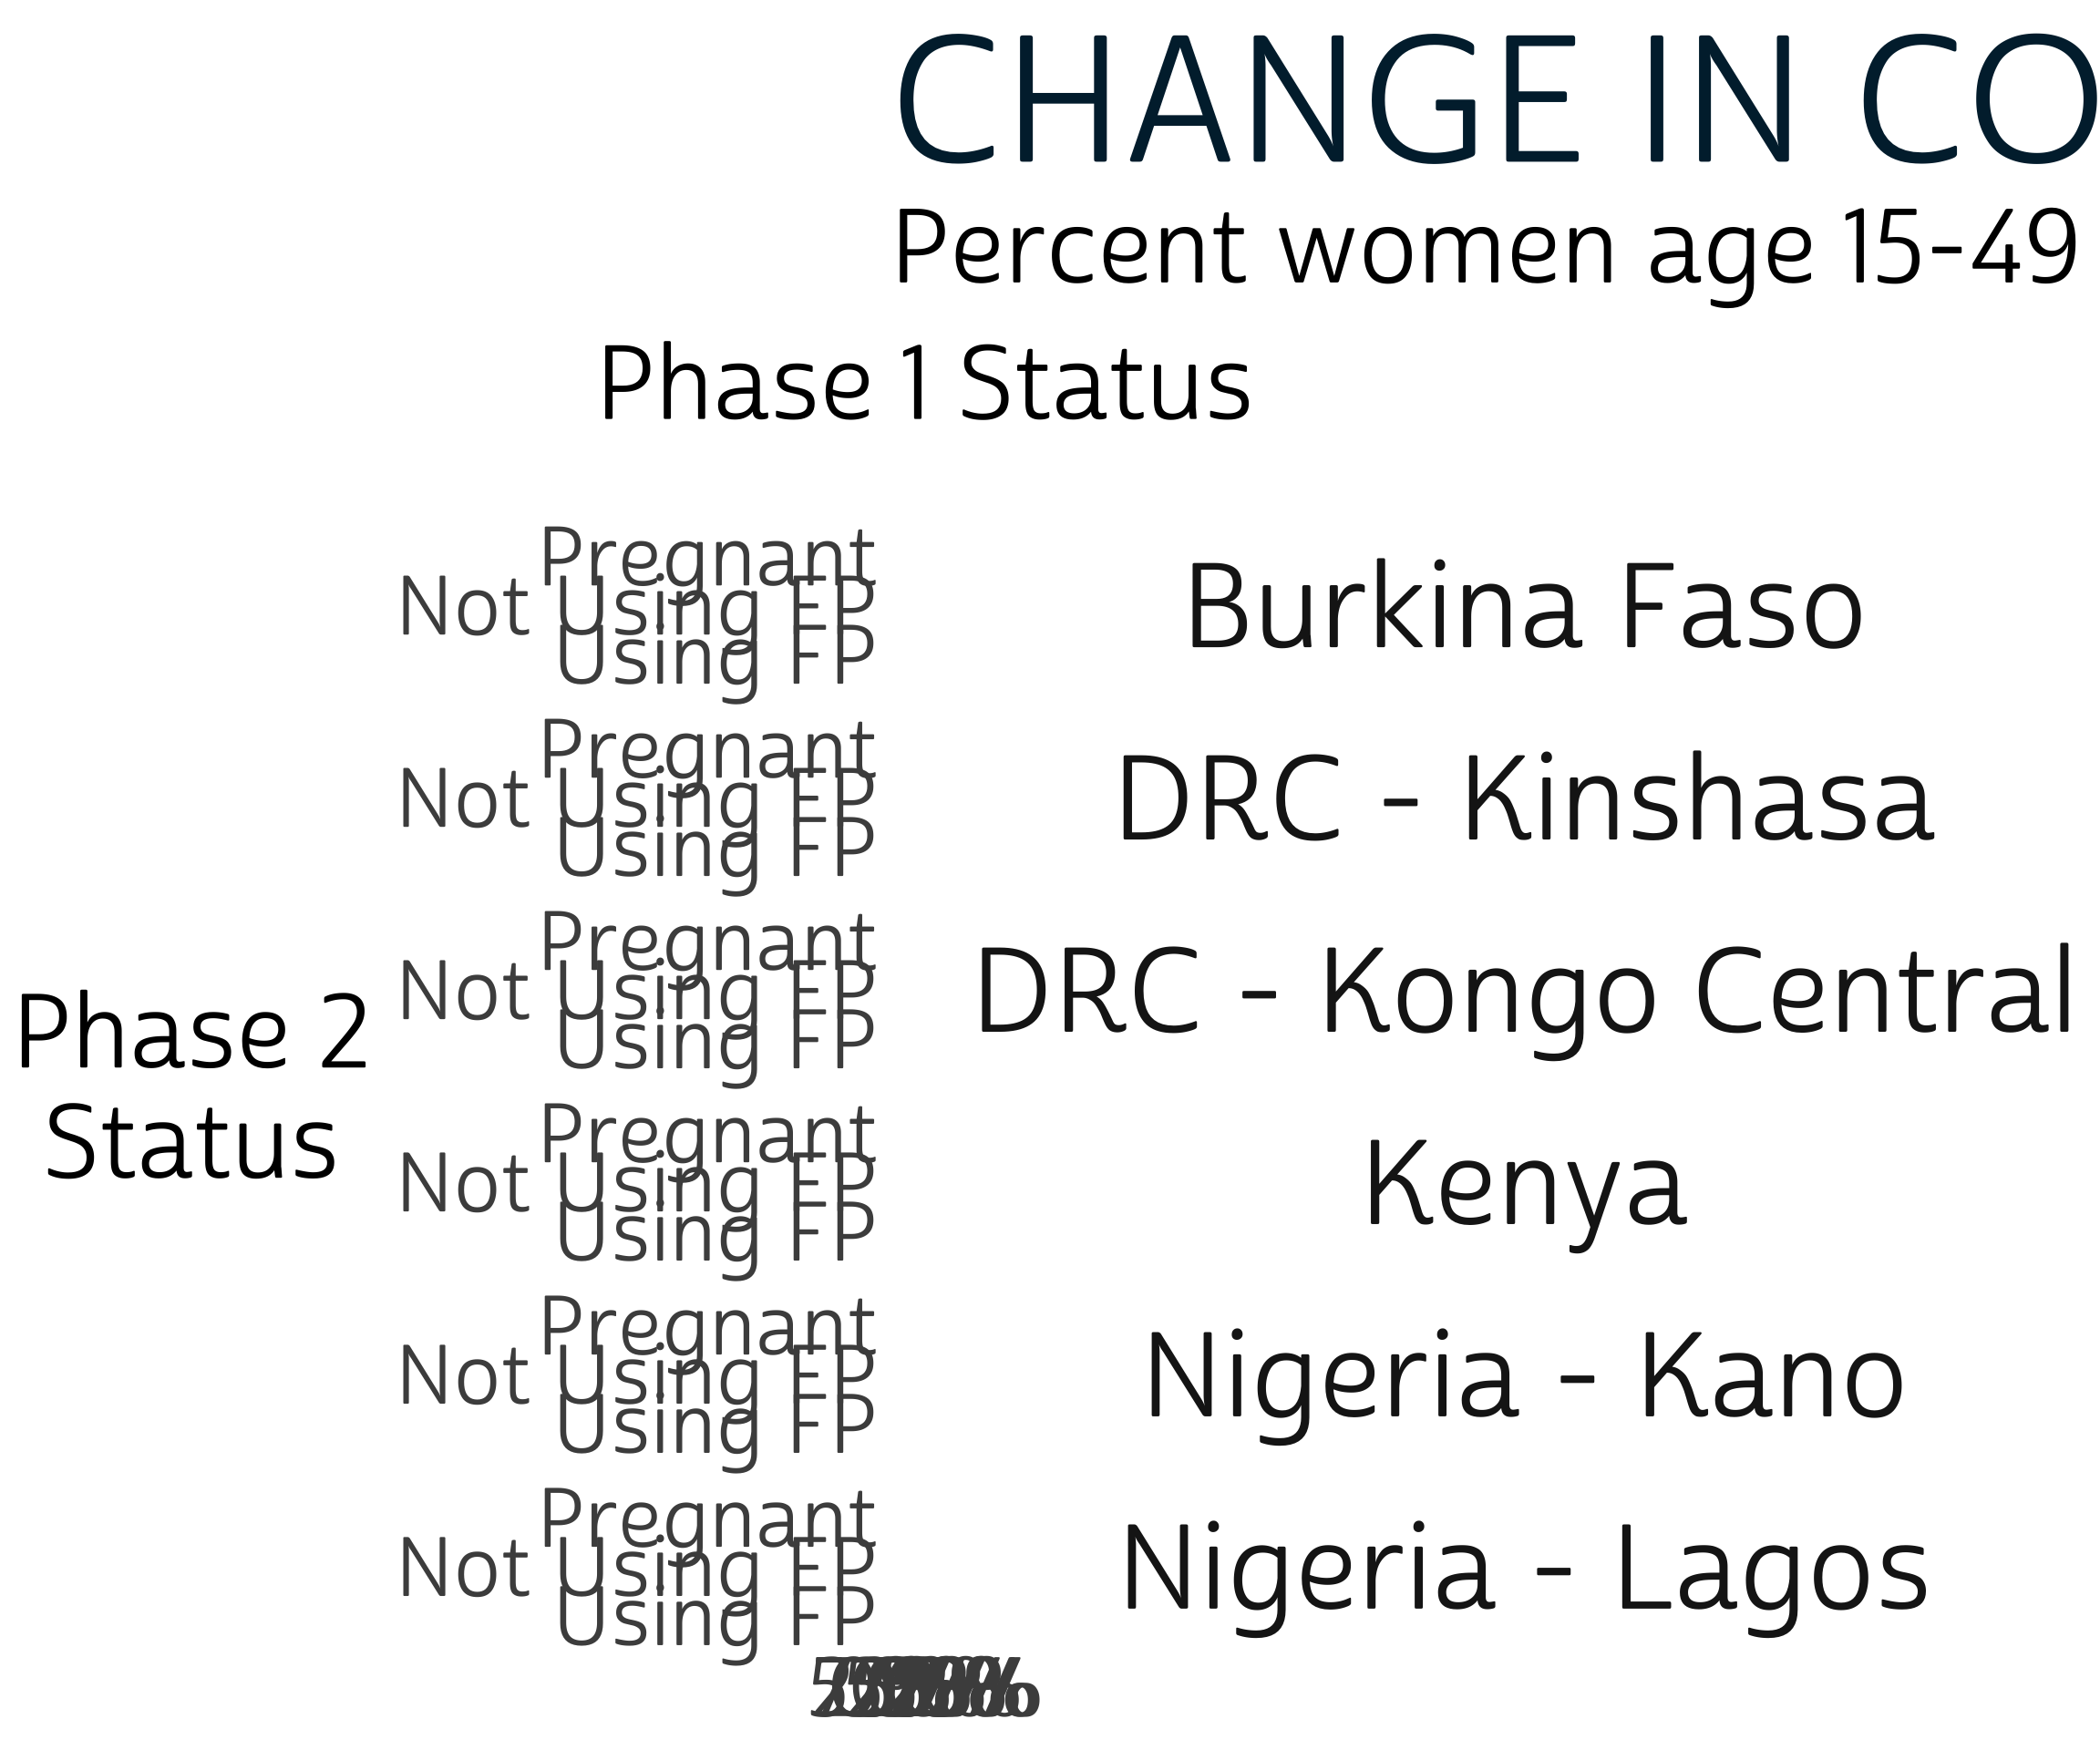 CHANGE IN CO
Percent women age 15-49
Phase 1 Status
Pregnant
Not Using FP
Using FP
Burkina Faso
Pregnant
Not Using FP
Using FP
DRC - Kinshasa
Pregnant
Not Using FP
Using FP
DRC - Kongo Central
Phase 2
Status
Pregnant
Not Using FP
Using FP
Kenya
Pregnant
Not Using FP
Using FP
Nigeria - Kano
Pregnant
Not Using FP
Using FP
Nigeria - Lagos